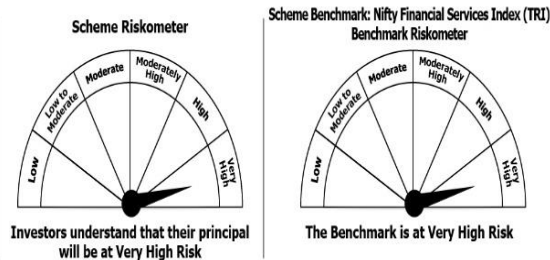 Scheme Riskometer
Low
Low to
Moderate
Moderate
Moderately
High
High
Very
High
Investors understand that their principal
will be at Very High Risk
Scheme Benchmark: Nifty Financial Services Index (TRI)
Benchmark Riskometer
Low
Low to
Moderate
Moderate
Moderately
High
High
Very
High
The Benchmark is at Very High Risk